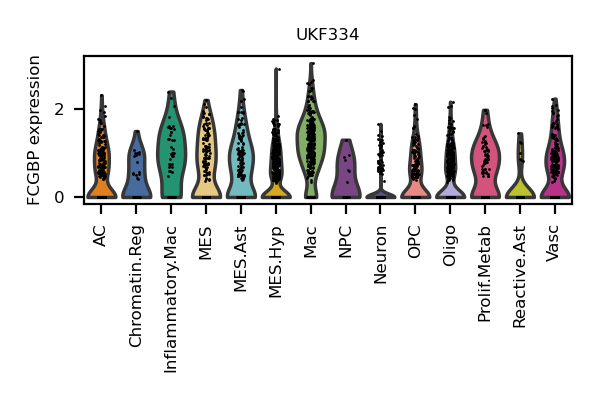 UKF334
FCGBP expression
2
0
AC
Chromatin.Reg
Inflammatory.Mac
MES
MES.Ast
MES.Hyp
Mac
NPC
Neuron
OPC
Oligo
Prolif.Metab
Reactive.Ast
Vasc